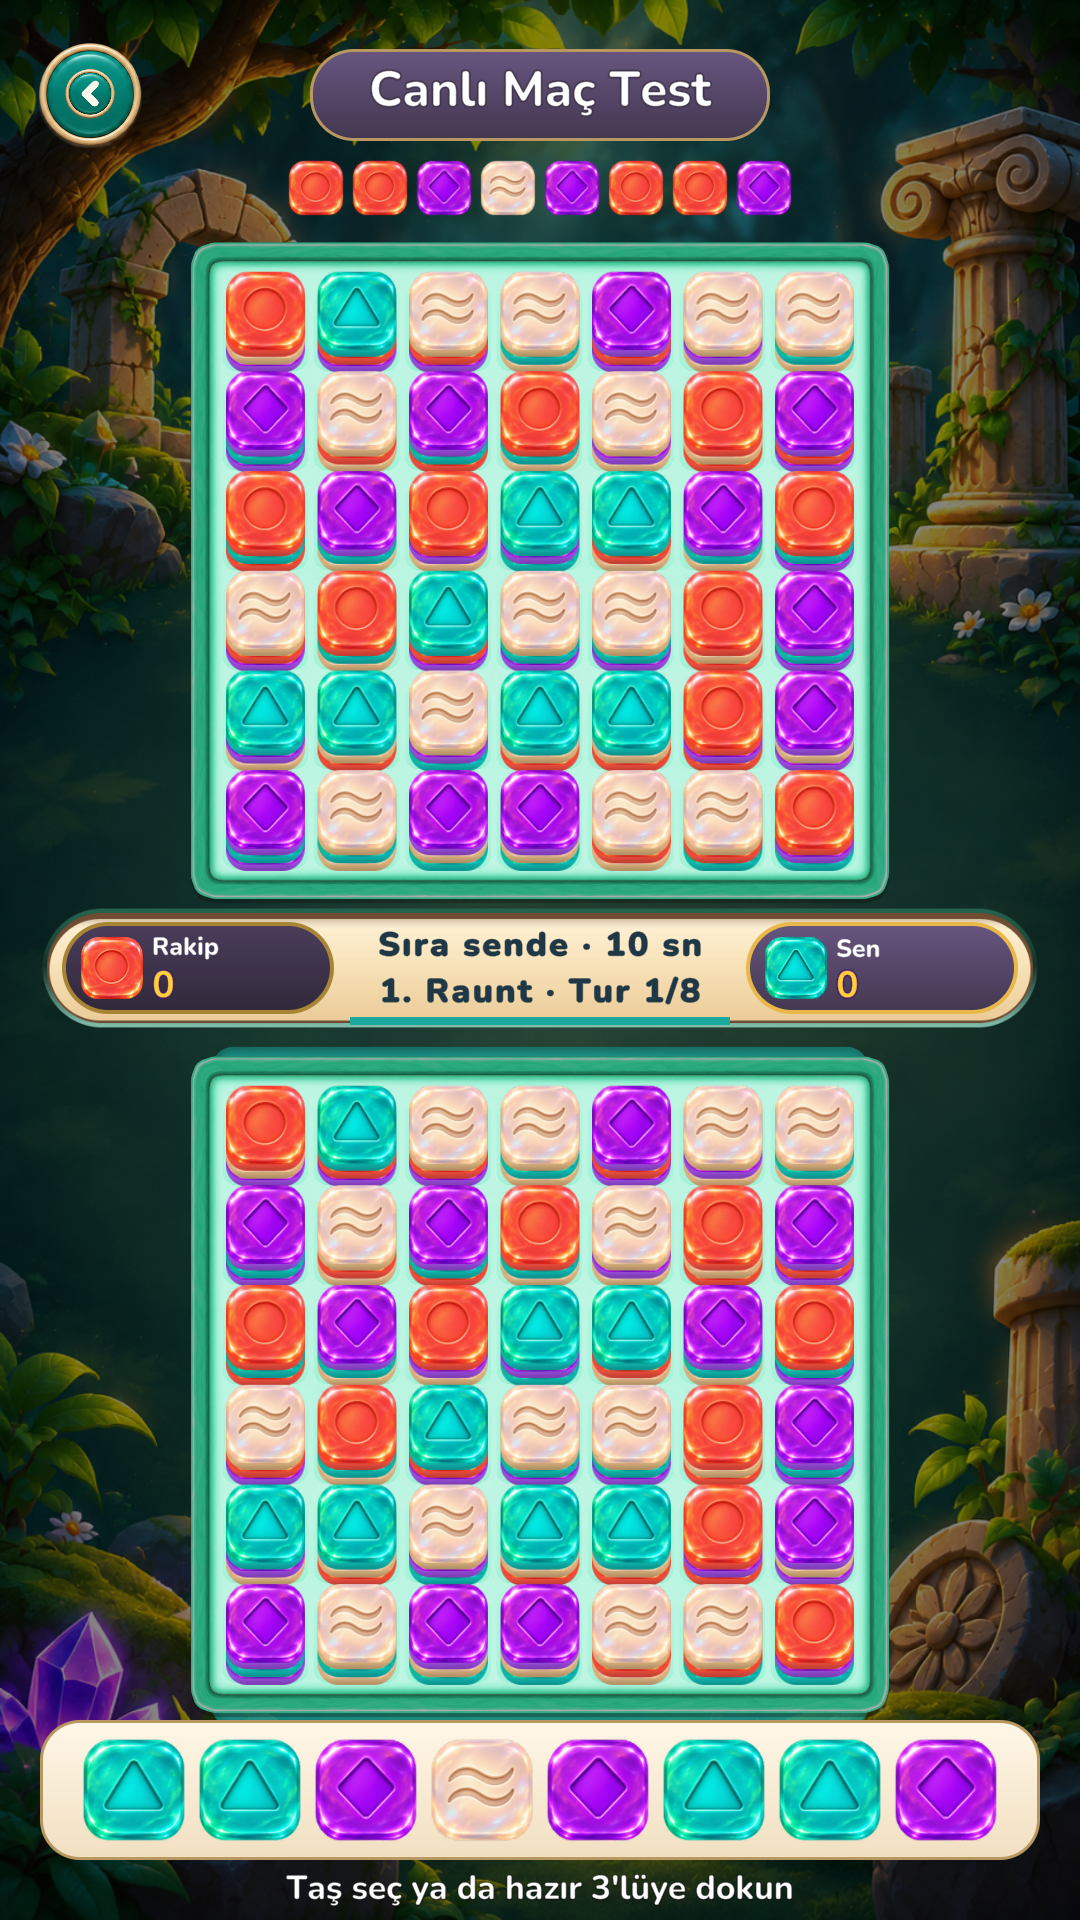 Canlı Maç Test
Rakip
0
Sıra sende · 10 sn
1. Raunt · Tur 1/8
Sen
0
Taş seç ya da hazır 3'lüye dokun